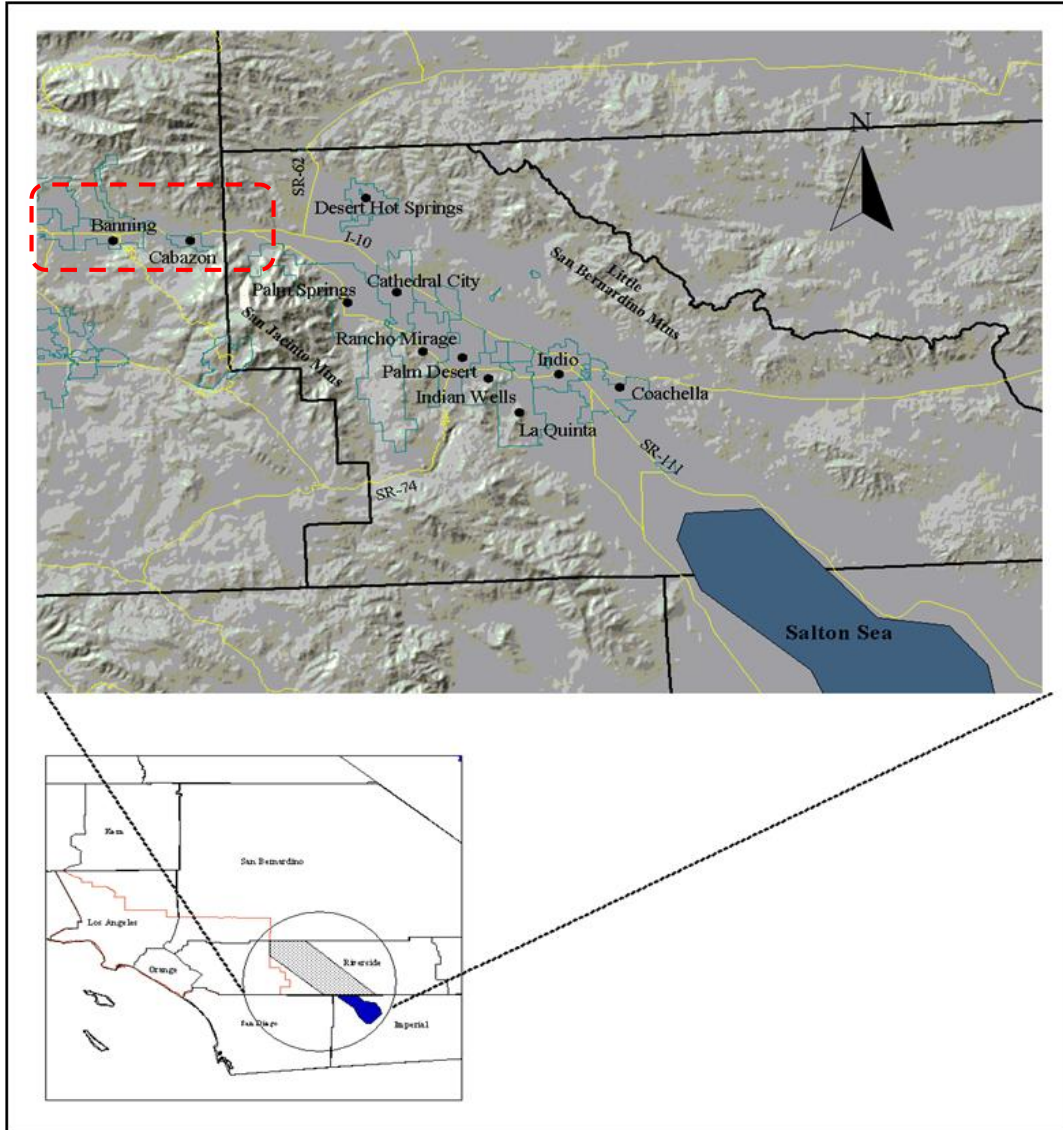 N
SR-62
Desert Hot Springs
Banning
I-10
Cabazon
Cathedral City
Little
San Bernardino Mtns
Palm Springs
San Jacinto Mtns
Rancho Mirage
Indio
Palm Desert
Coachella
Indian Wells
La Quinta
SR-111
SR-74
Salton Sea
Kern
San Bernardino
Los Angeles
Orange
Riverside
San Diego
Imperial